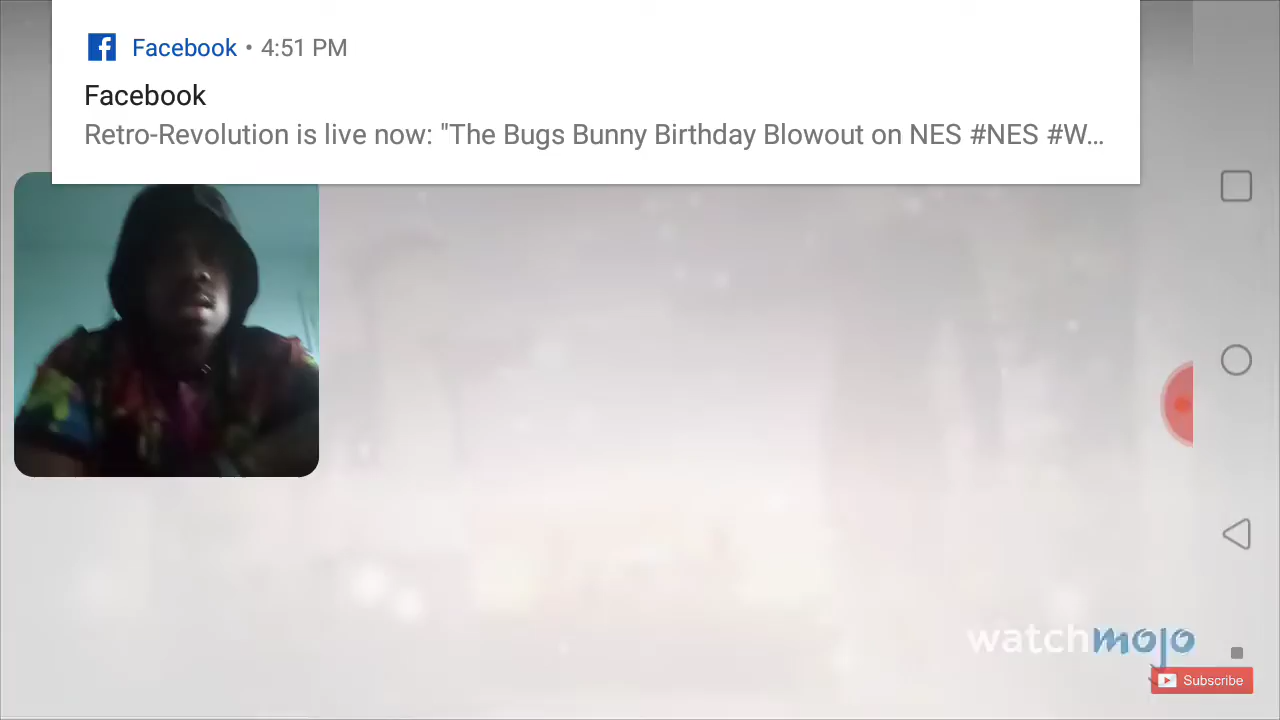 Facebook • 4:51 PM
Facebook
Retro-Revolution is live now: "The Bugs Bunny Birthday Blowout on NES #NES #W...
watchmojo
Subscribe